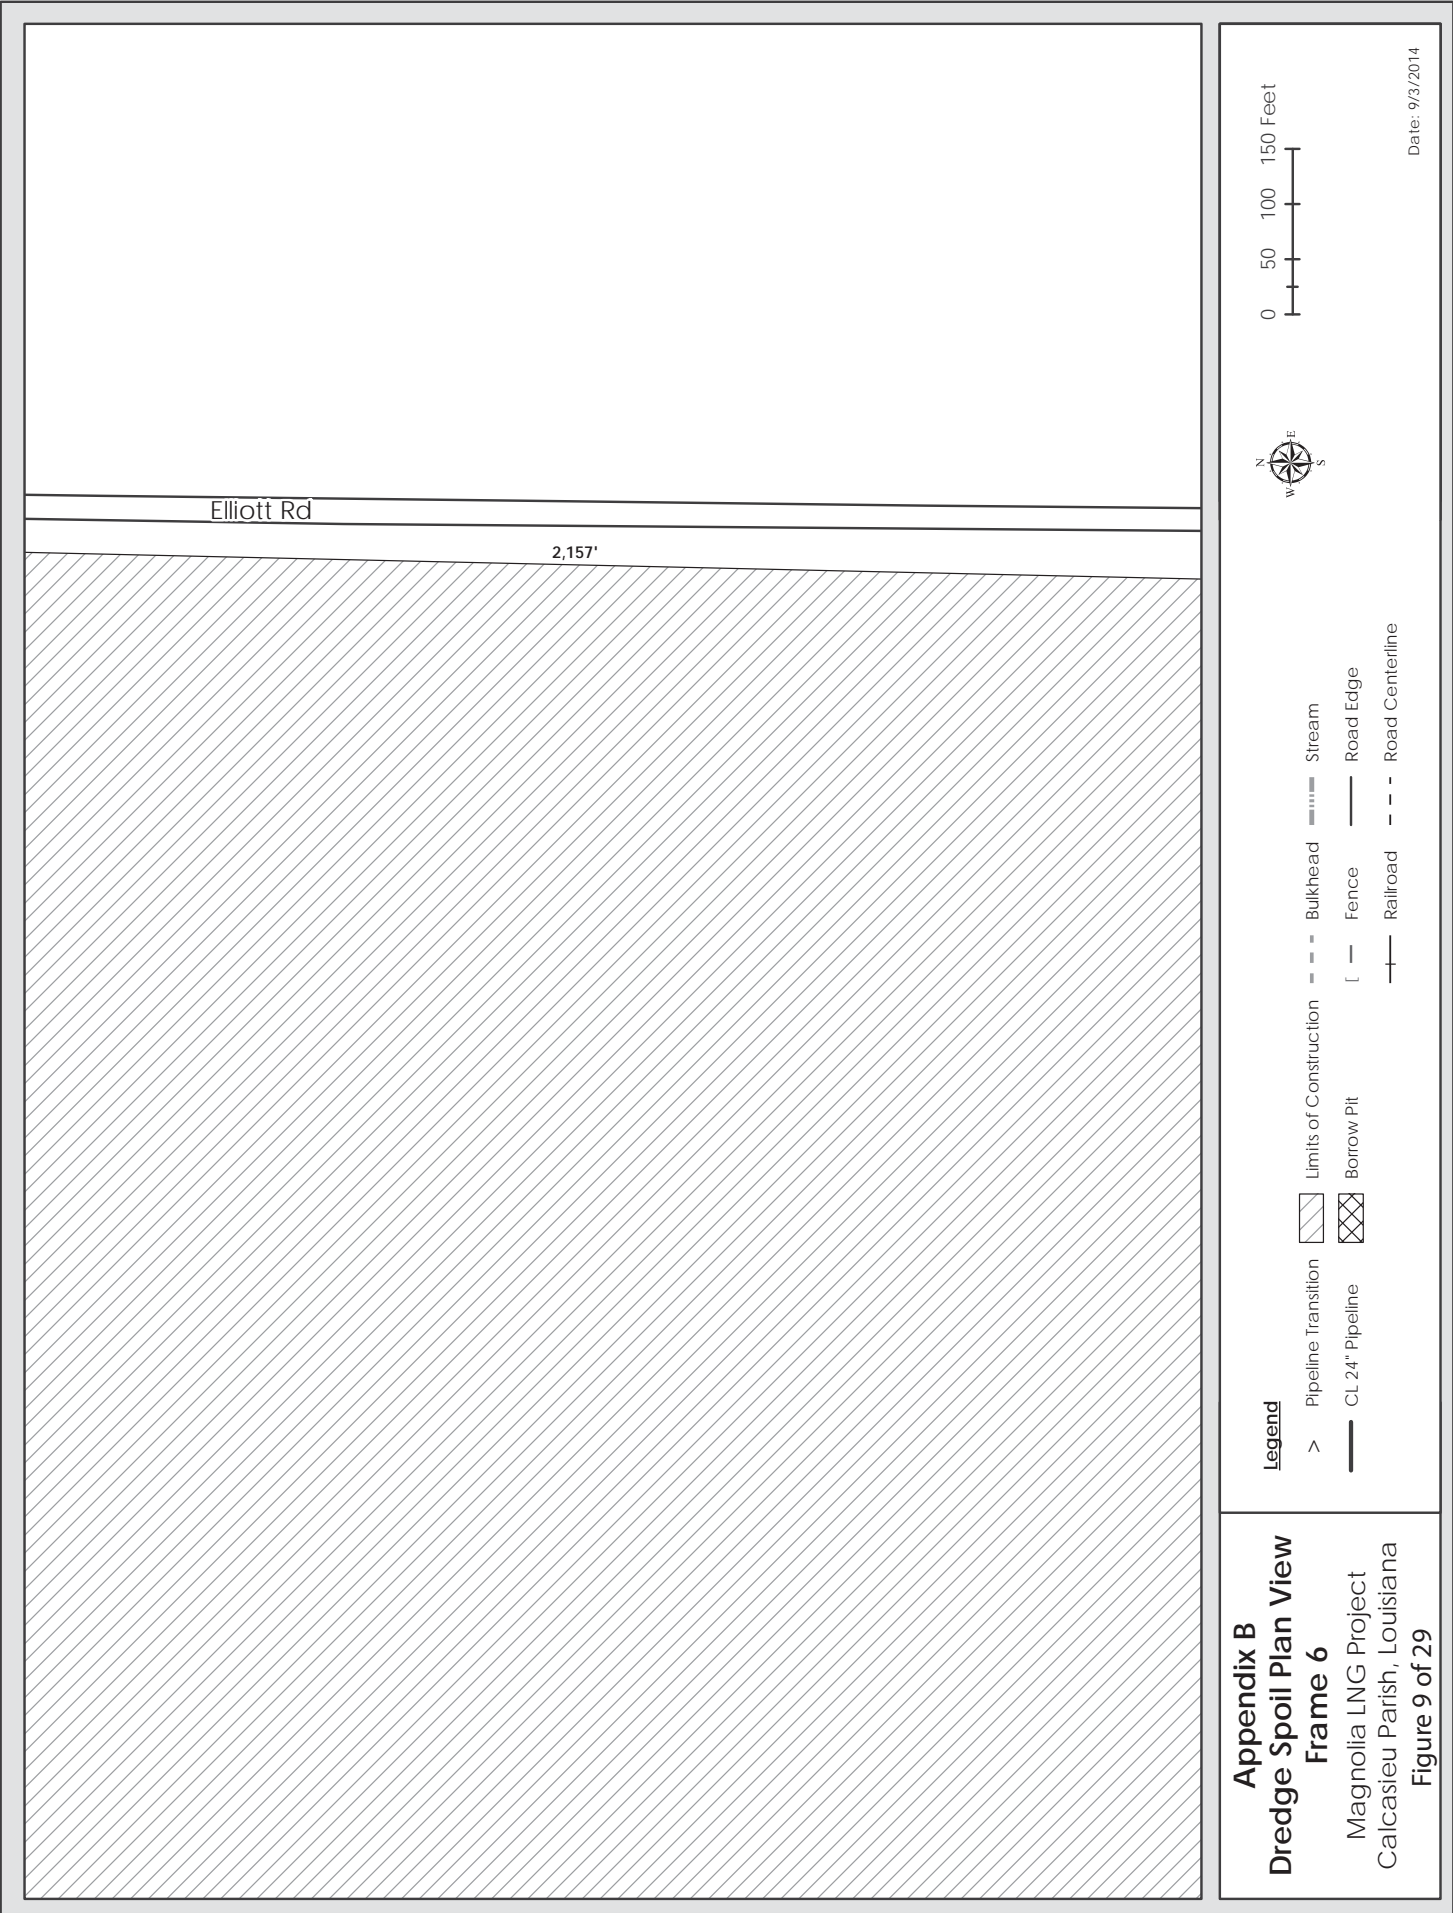 Elliott Rd
2,157'
Appendix B
Dredge Spoil Plan View
Frame 6
Magnolia LNG Project
Calcasieu Parish, Louisiana
Figure 9 of 29
Legend
> Pipeline Transition
CL 24" Pipeline
Limits of Construction
Borrow Pit
Bulkhead
[ Fence
Railroad
Stream
Road Edge
Road Centerline
N
W E
S
0 50 100 150 Feet
Date: 9/3/2014